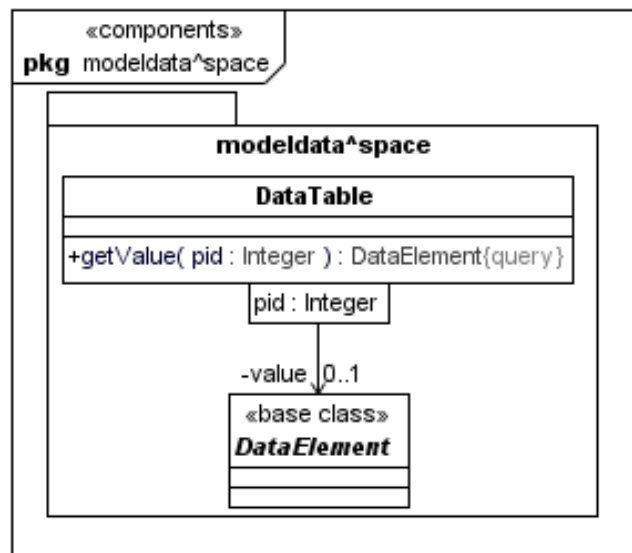 «components»
pkg modeldata^space
modeldata^space
DataTable
+getValue( pid : Integer ) : DataElement{query}
pid : Integer
-value 0..1
«base class»
DataElement